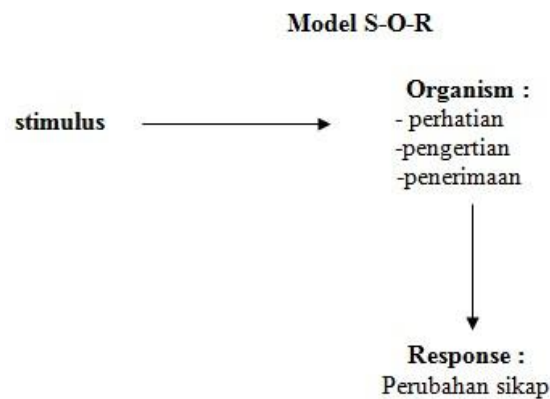 Model S-O-R
stimulus
Organism :
- perhatian
-pengertian
-penerimaan
Response :
Perubahan sikap